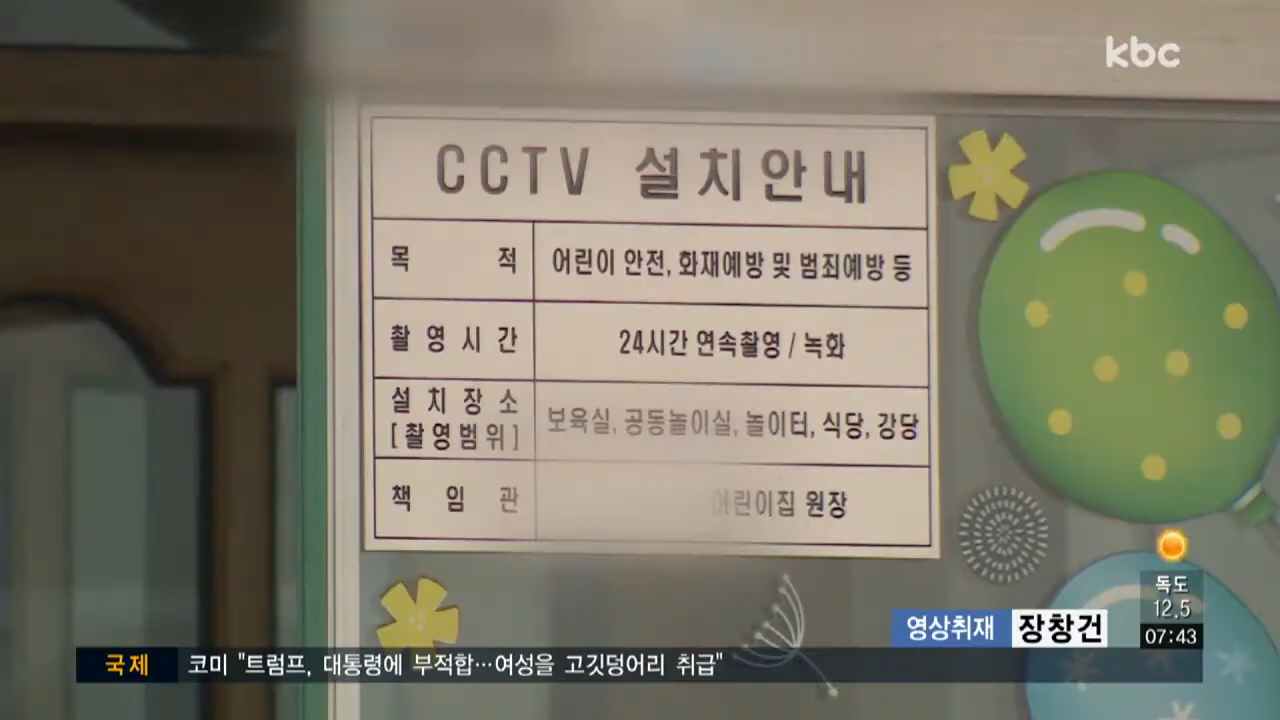 kbc
CCTV 설치안내
목 적 어린이 안전, 화재예방 및 범죄예방 등
촬영시간 24시간 연속촬영 / 녹화
설치장소
[촬영범위] 보육실, 공동놀이실, 놀이터, 식당, 강당
책 임 관 어린이집 원장
독도
12.5
영상취재 장창건
07:43
국제 코미 "트럼프, 대통령에 부적합…여성을 고깃덩어리 취급"